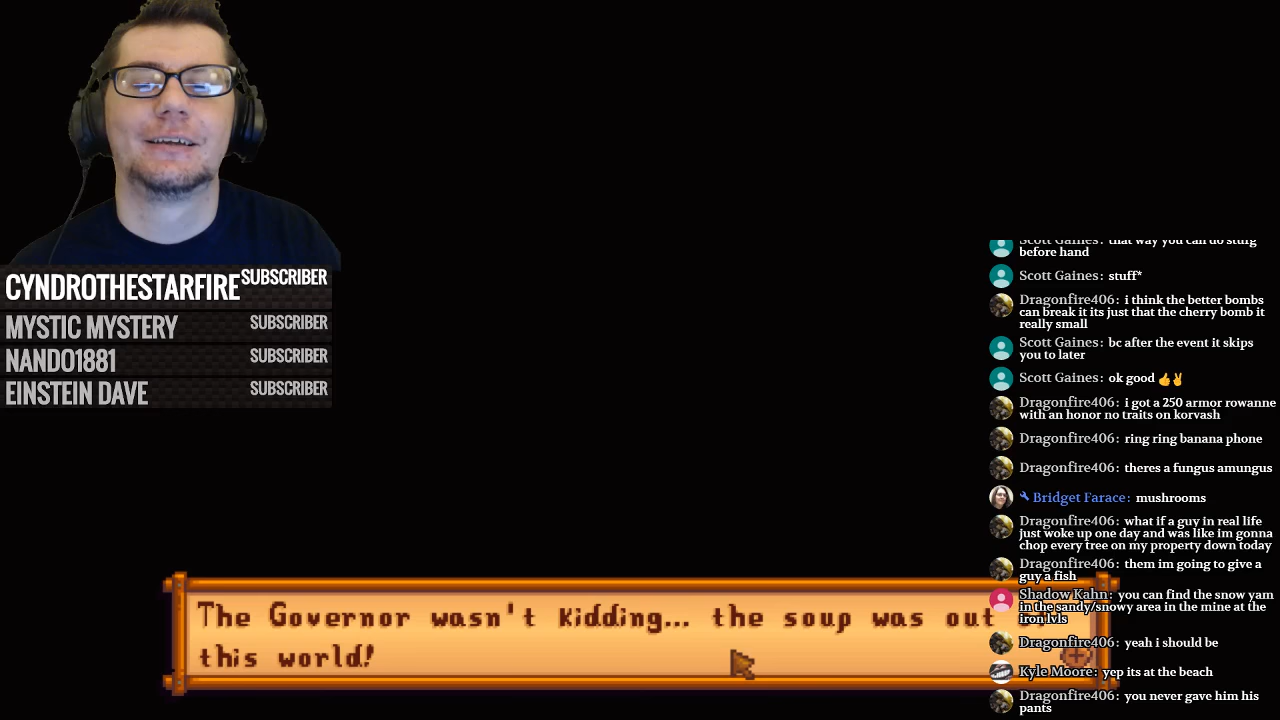 CYNDROTHESTARFIRE SUBSCRIBER
MYSTIC MYSTERY SUBSCRIBER
NANDO1881 SUBSCRIBER
EINSTEIN DAVE SUBSCRIBER
Scott Gaines: that way you can do sturg
before hand
Scott Gaines: stuff*
Dragonfire406: i think the better bombs
can break it its just that the cherry bomb it
really small
Scott Gaines: bc after the event it skips
you to later
Scott Gaines: ok good 👍✌
Dragonfire406: i got a 250 armor rowanne
with an honor no traits on korvash
Dragonfire406: ring ring banana phone
Dragonfire406: theres a fungus amungus
Bridget Farace: mushrooms
Dragonfire406: what if a guy in real life
just woke up one day and was like im gonna
chop every tree on my property down today
Dragonfire406: them im going to give a
guy a fish
Shadow Kahn: you can find the snow yam
in the sandy/snowy area in the mine at the
iron lvls
Dragonfire406: yeah i should be
Kyle Moore: yep its at the beach
Dragonfire406: you never gave him his
pants
The Governor wasn't kidding... the soup was out
this world!